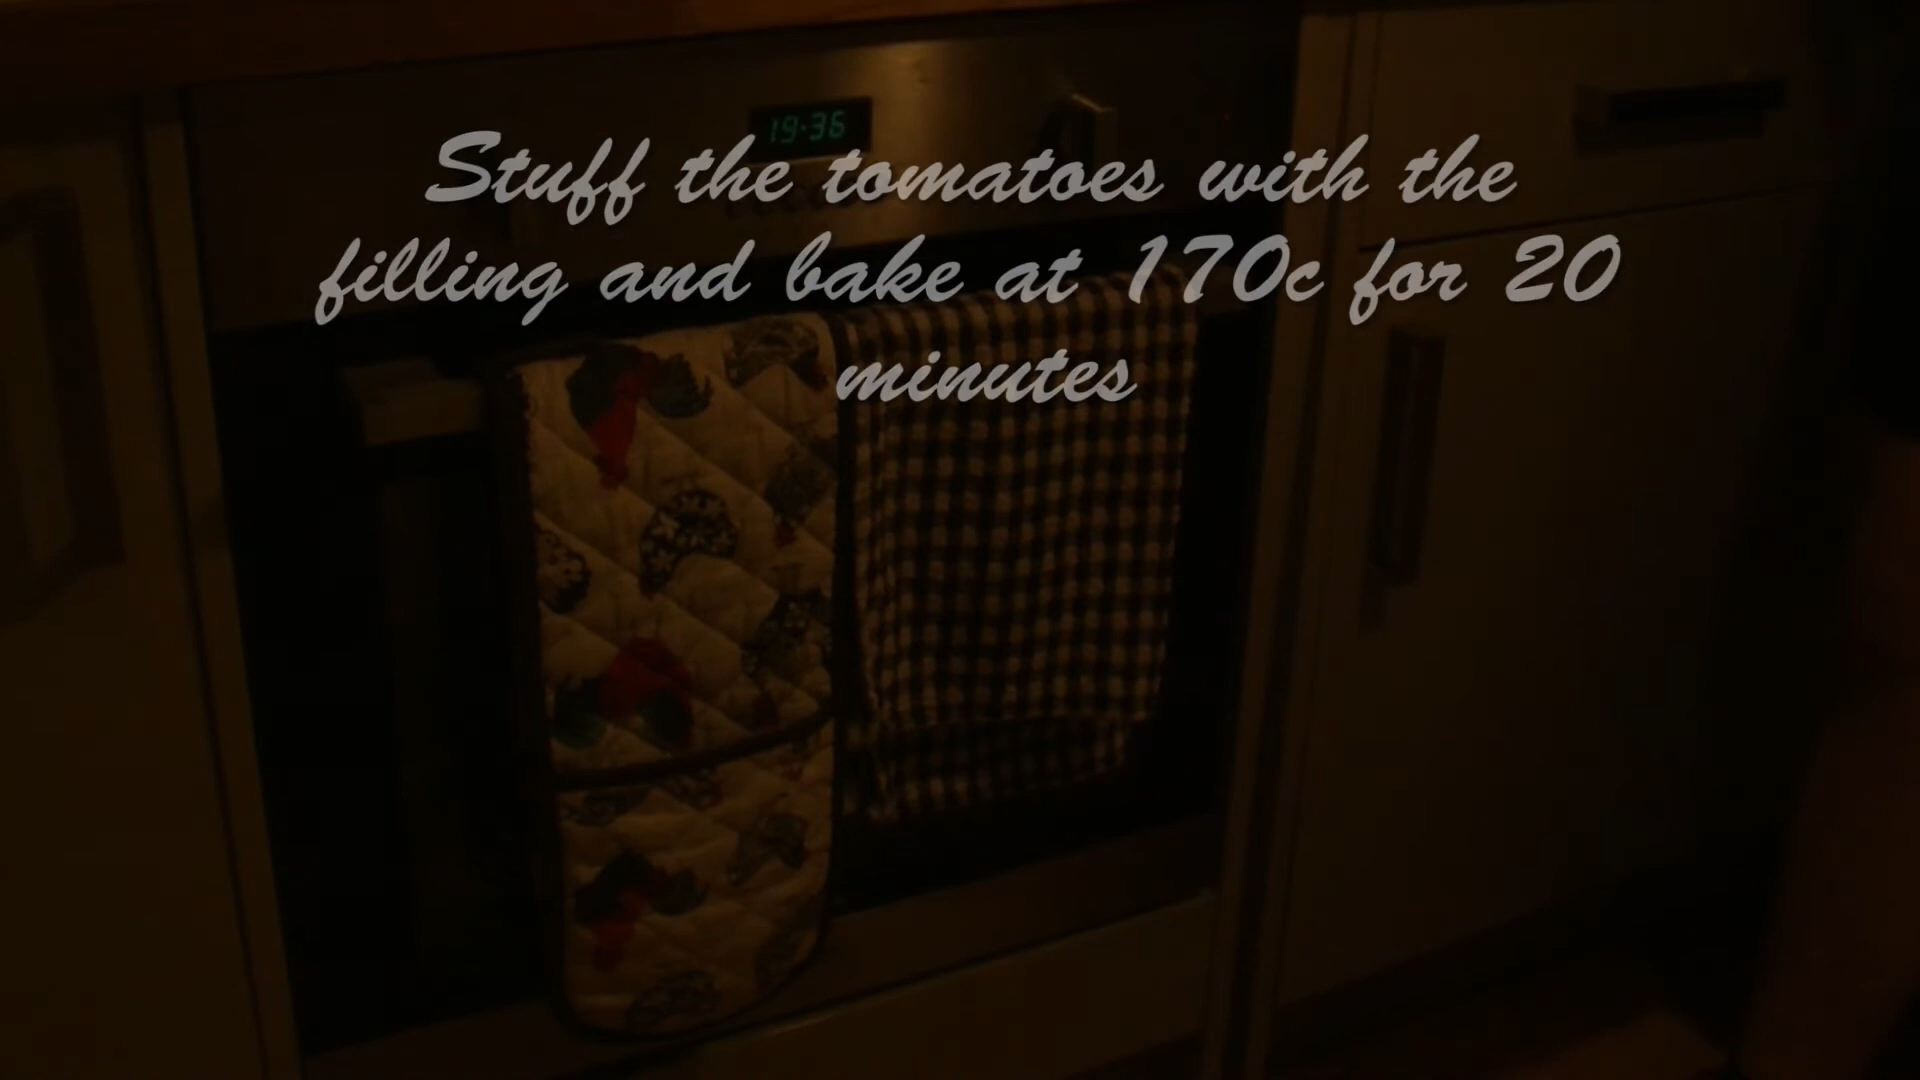 19:36
Stuff the tomatoes with the
filling and bake at 170c for 20
minutes